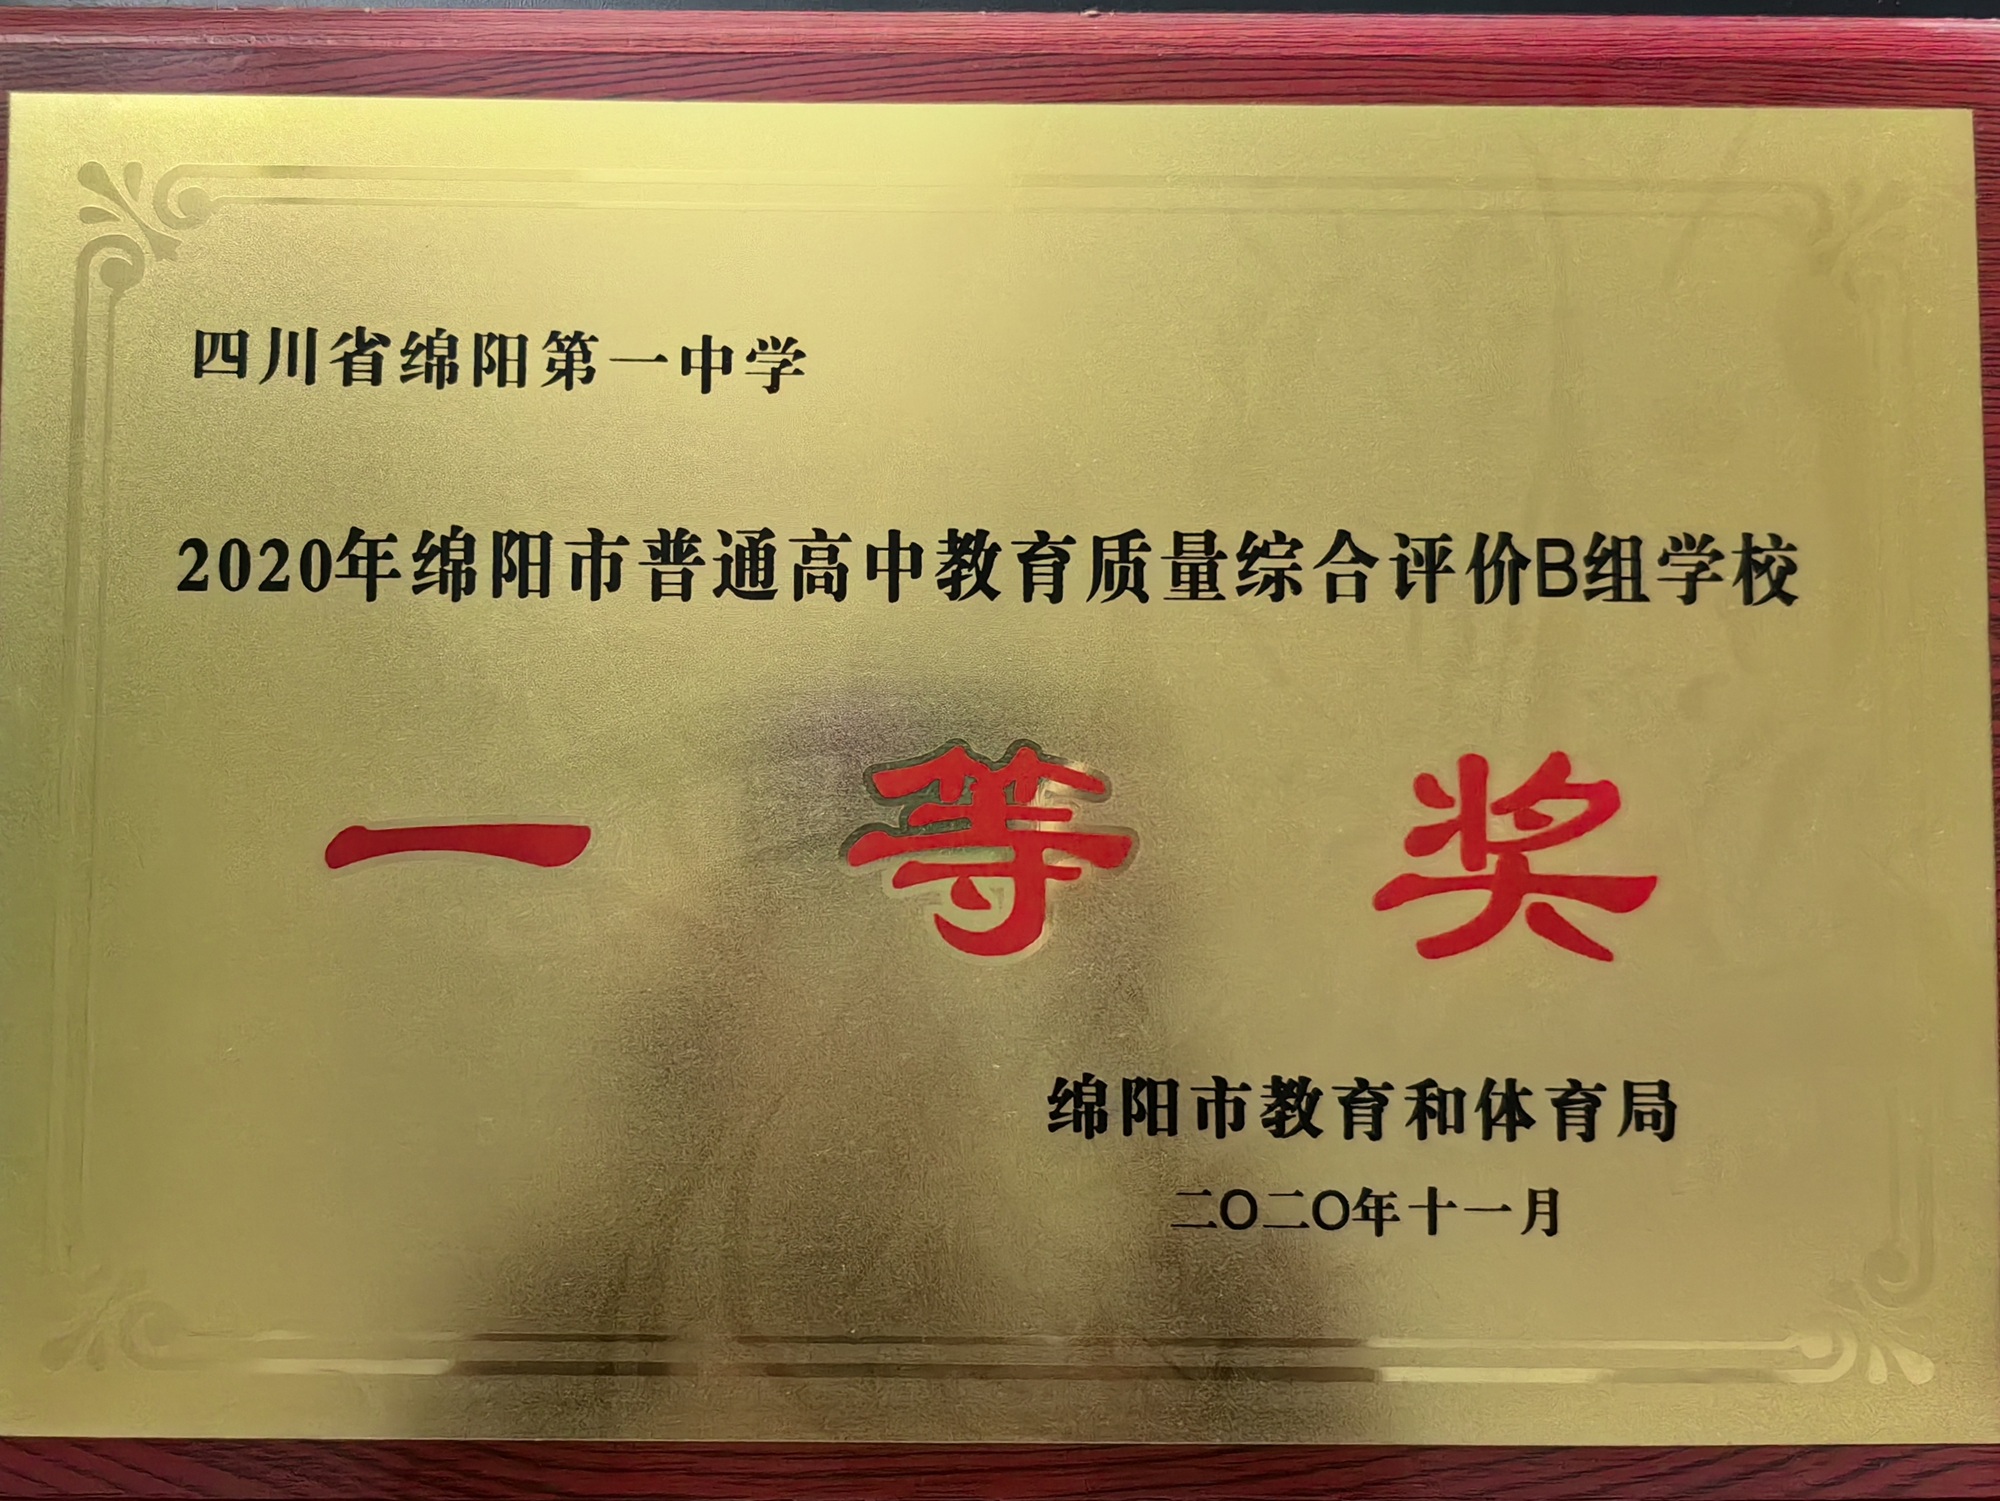 四川省绵阳第一中学
2020年绵阳市普通高中教育质量综合评价B组学校
一等奖
绵阳市教育和体育局
二〇二〇年十一月